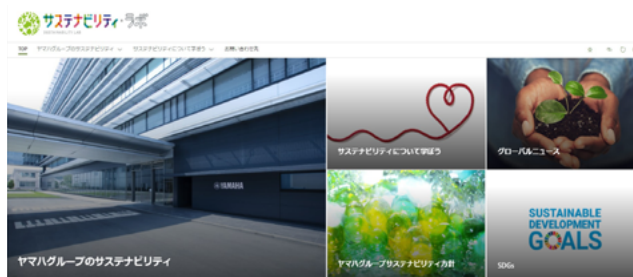 サステナビリティ・ラボ
SUSTAINABILITY LAB
TOP ヤマハグループのサステナビリティ サステナビリティについて学ぼう お問い合わせ先
YAMAHA
ヤマハグループのサステナビリティ
サステナビリティについて学ぼう
グローバルニュース
ヤマハグループサステナビリティ方針
SUSTAINABLE
DEVELOPMENT
GOALS
SDGs